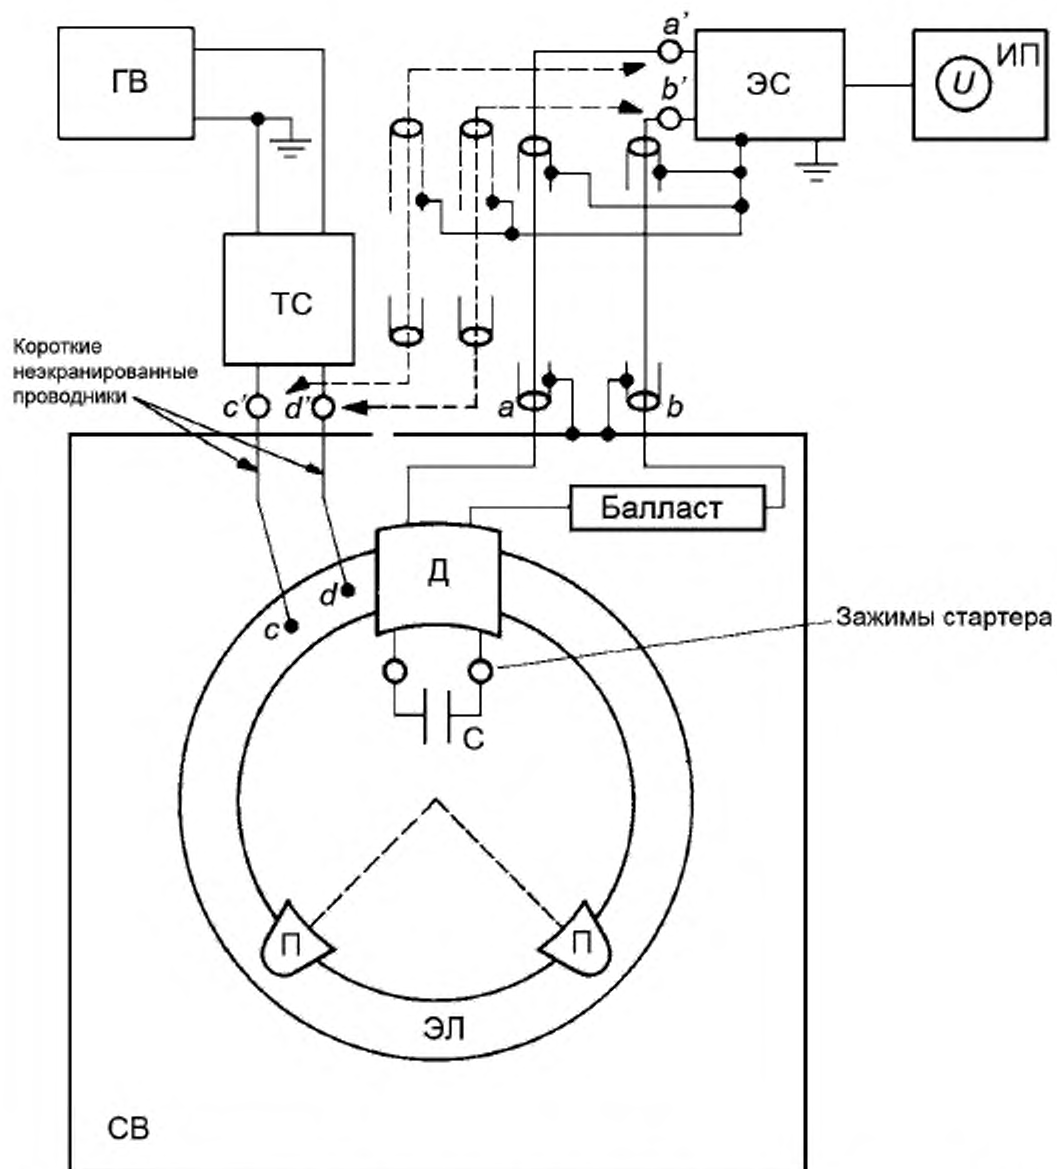 ГВ
a'
b'
ЭС
U
ИП
ТС
Короткие
неэкранированные
проводники
c'
d'
a
b
Балласт
Д
d
c
Зажимы стартера
C
П
П
ЭЛ
СВ